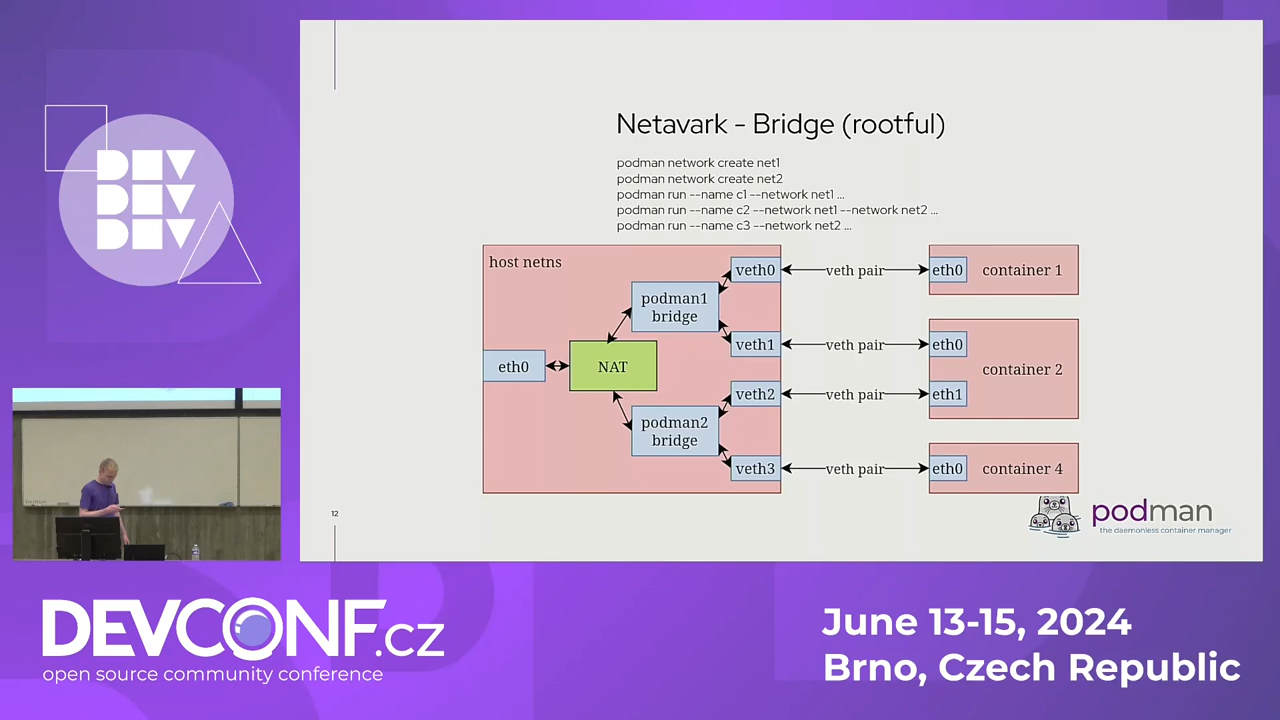 DEV
DEV
DEV
Netavark - Bridge (rootful)
podman network create net1
podman network create net2
podman run --name c1 --network net1 ...
podman run --name c2 --network net1 --network net2 ...
podman run --name c3 --network net2 ...
host netns
veth0
veth pair
eth0
container 1
podman1
bridge
veth1
veth pair
eth0
eth0
NAT
container 2
veth2
veth pair
eth1
podman2
bridge
veth3
veth pair
eth0
container 4
12
podman
the daemonless container manager
DEVCONF.cz
open source community conference
June 13-15, 2024
Brno, Czech Republic